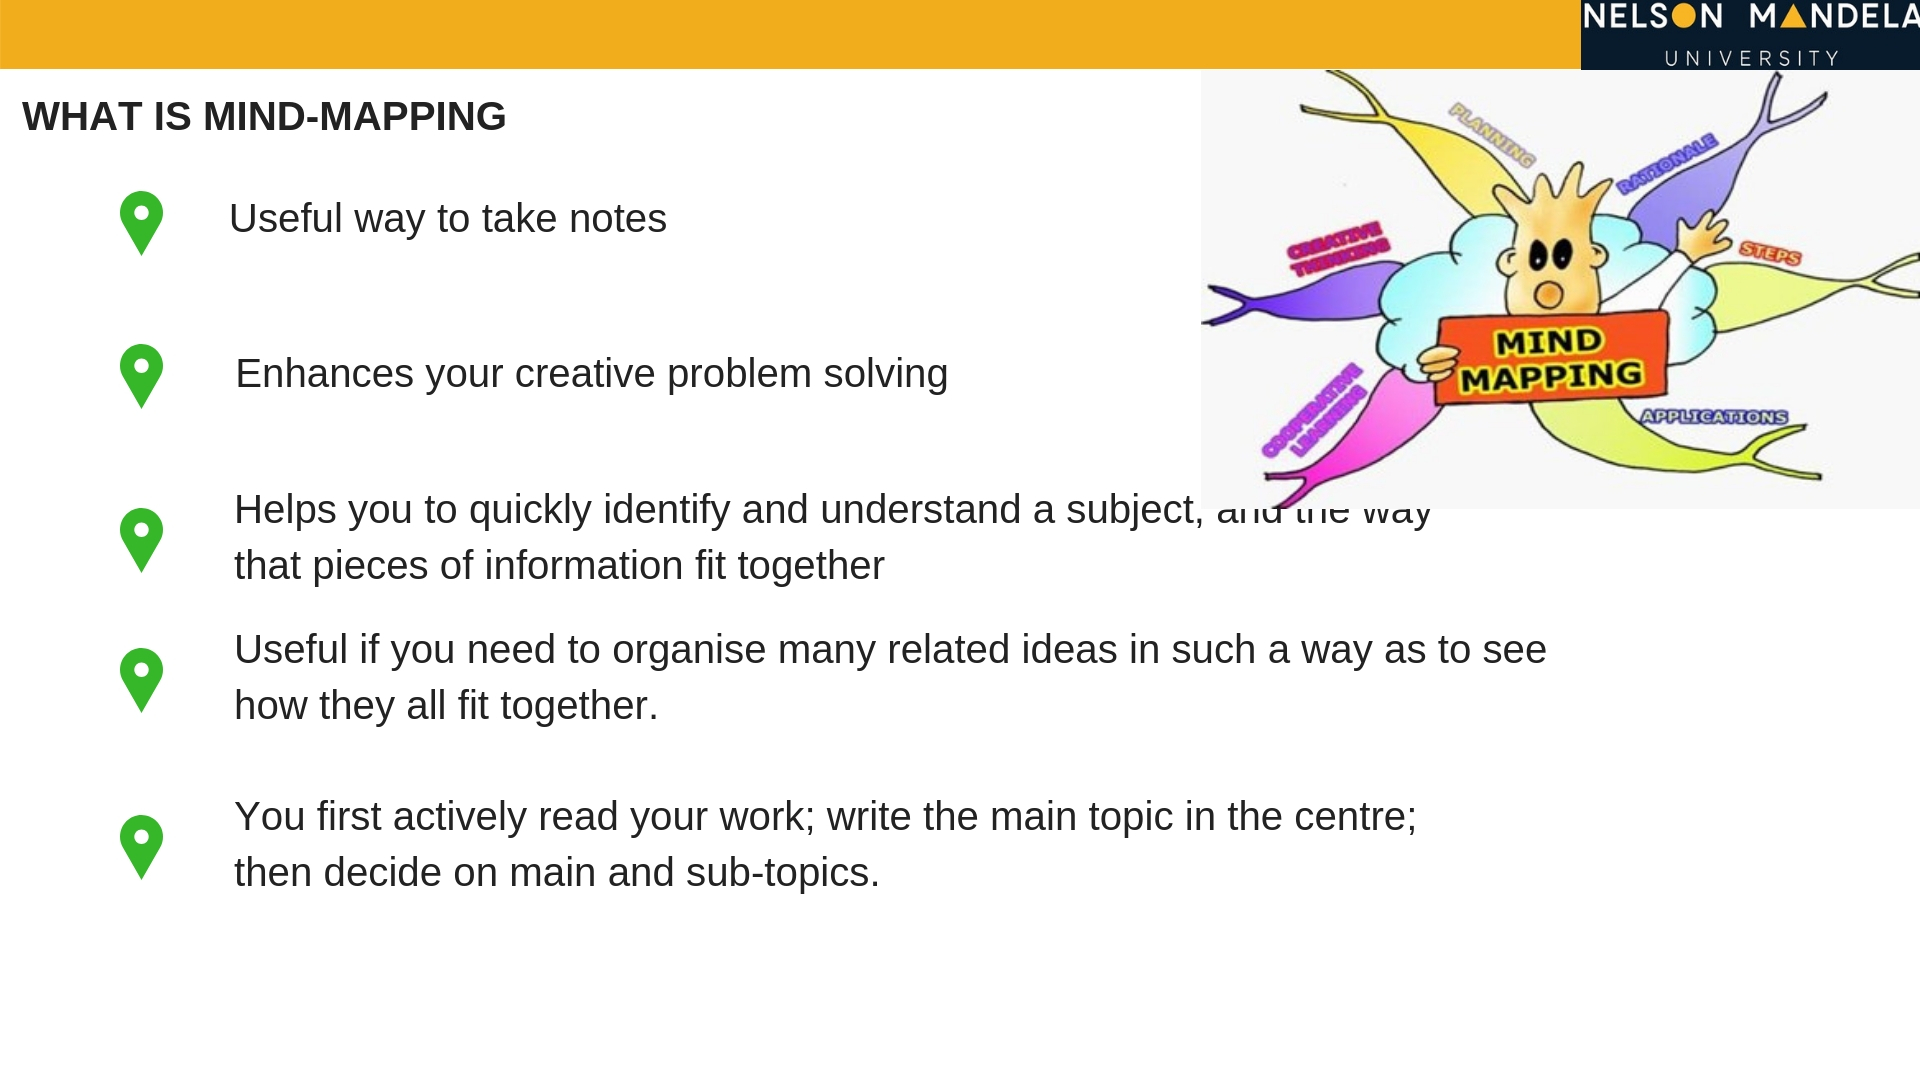 NELSON MANDELA
UNIVERSITY
WHAT IS MIND-MAPPING
Useful way to take notes
Enhances your creative problem solving
Helps you to quickly identify and understand a subject, and the way
that pieces of information fit together
Useful if you need to organise many related ideas in such a way as to see
how they all fit together.
You first actively read your work; write the main topic in the centre;
then decide on main and sub-topics.
PLANNING
RATIONALE
CREATIVE
THINKING
STEPS
MIND
MAPPING
COOPERATIVE
LEARNING
APPLICATIONS